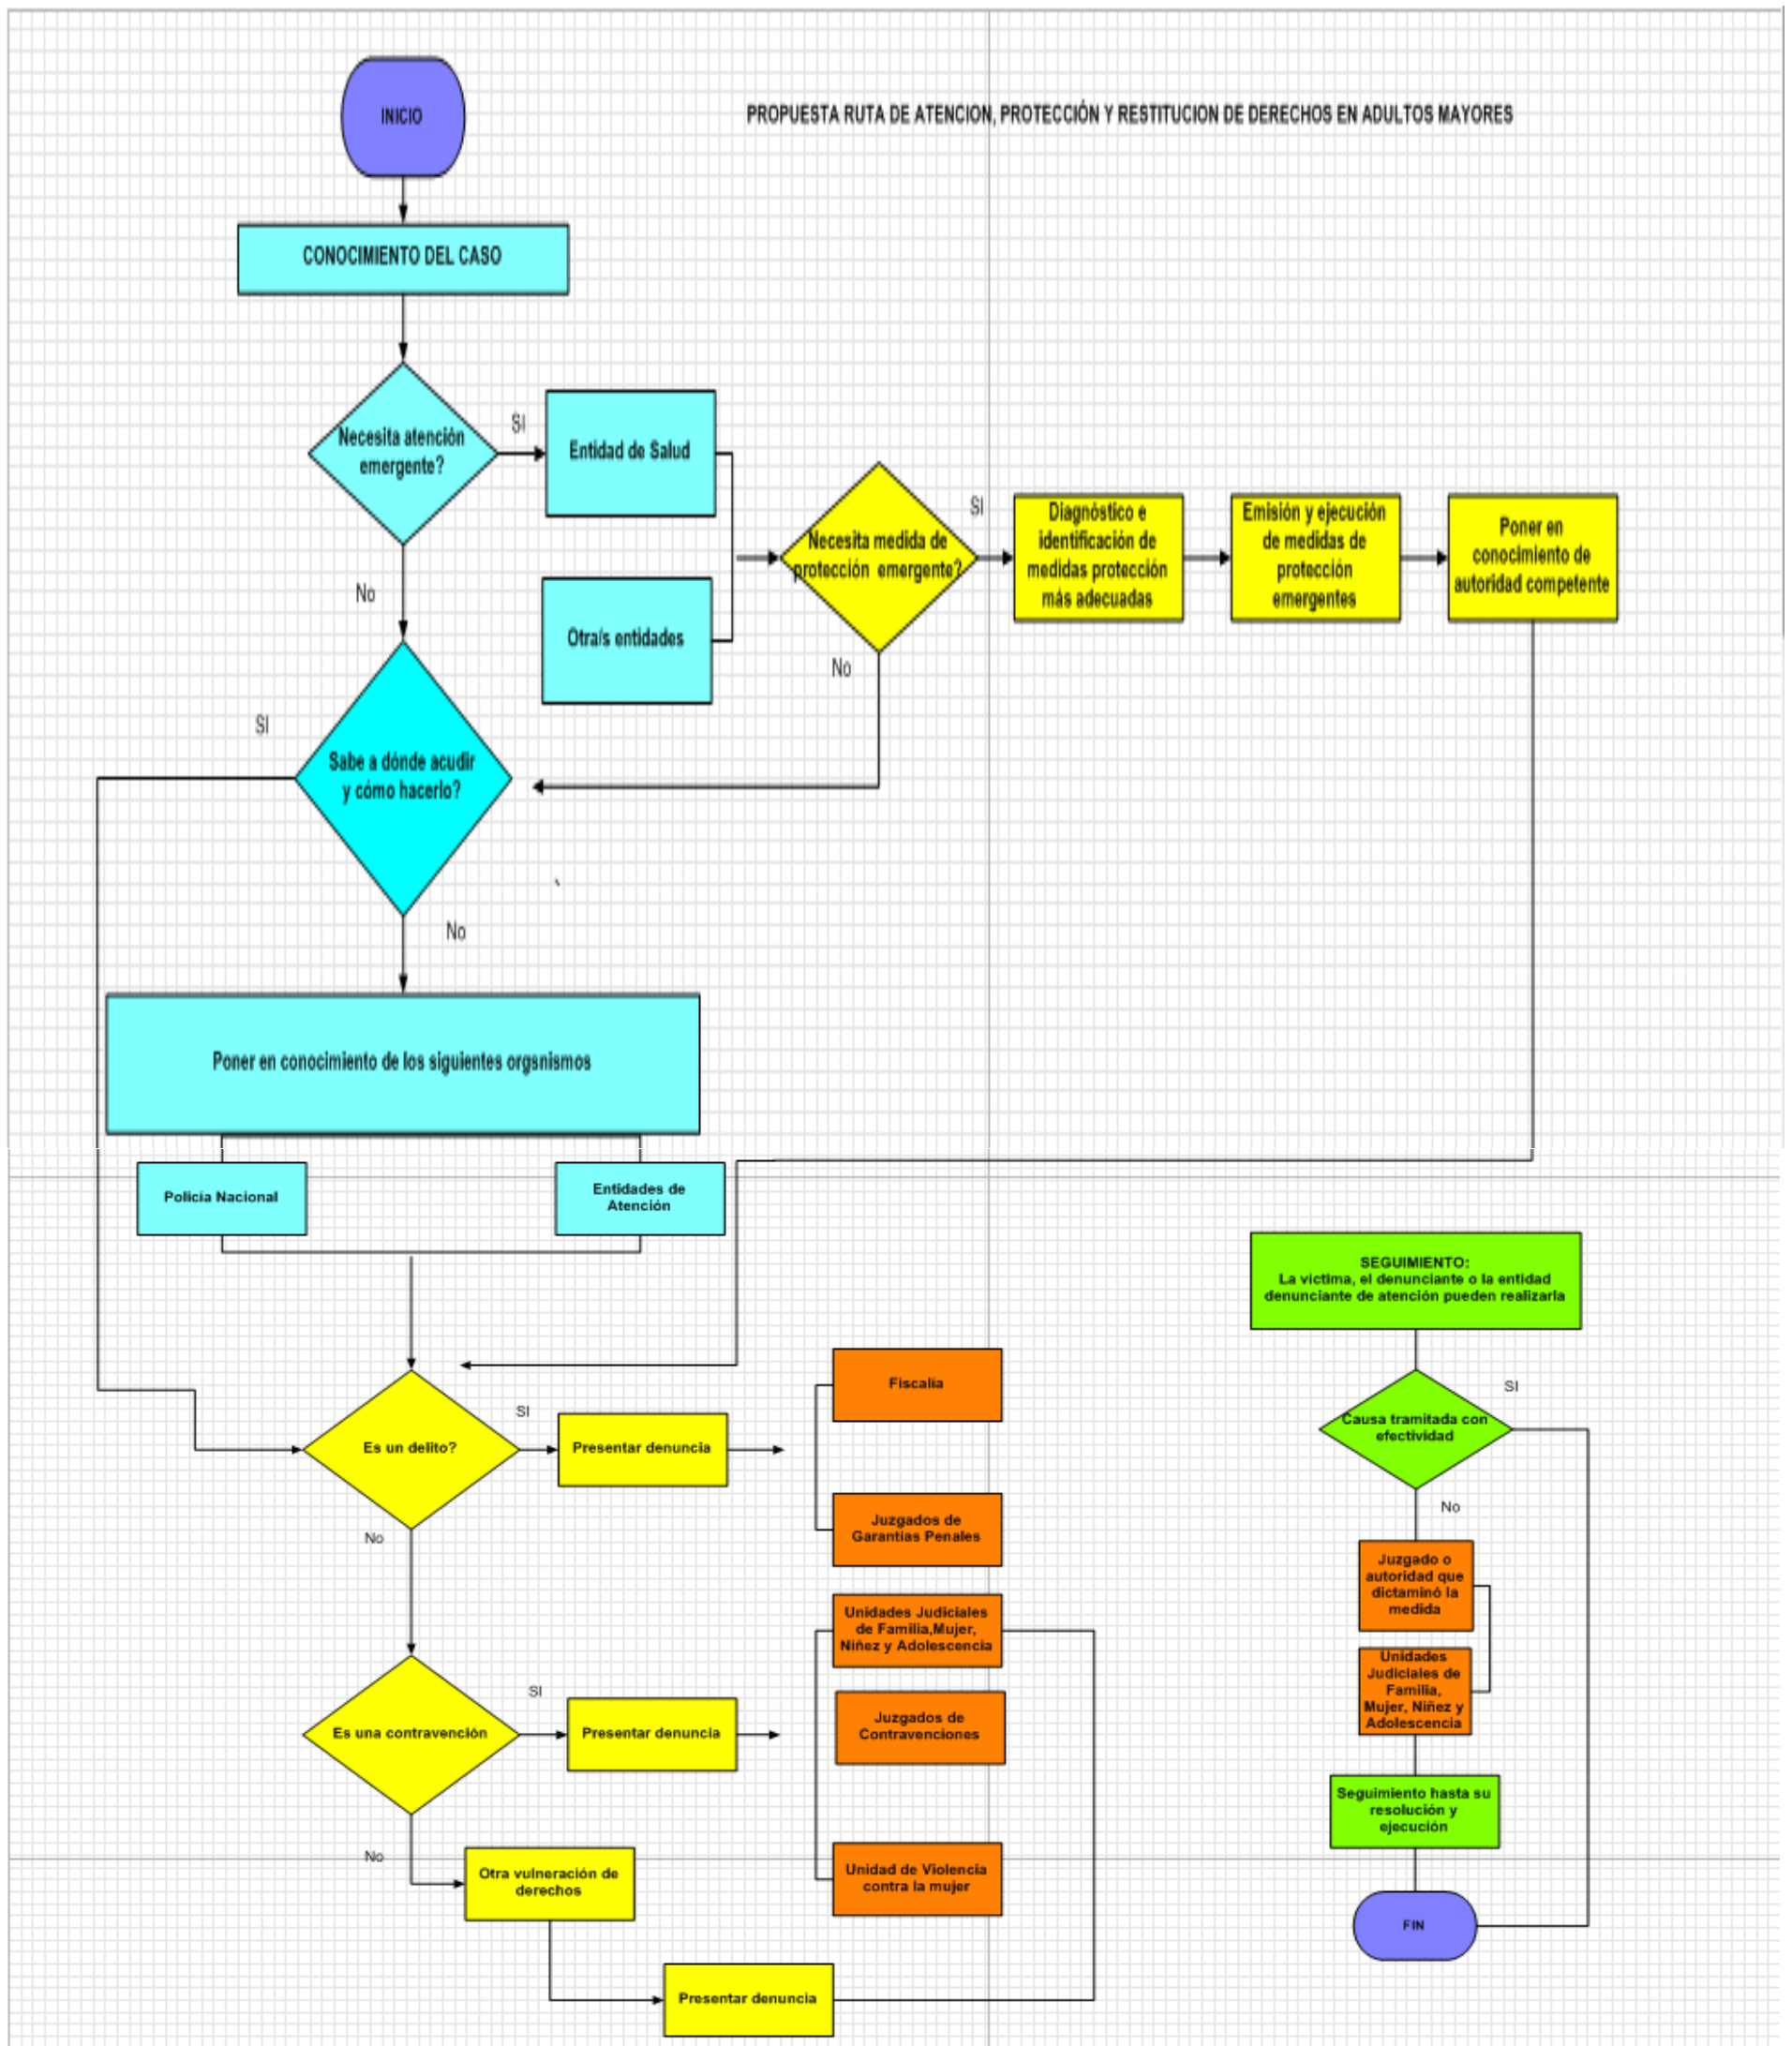 INICIO
PROPUESTA RUTA DE ATENCION, PROTECCIÓN Y RESTITUCION DE DERECHOS EN ADULTOS MAYORES
CONOCIMIENTO DEL CASO
Necesita atención
emergente?
SI
Entidad de Salud
No
Otra/s entidades
Necesita medida de
protección emergente?
SI
Diagnóstico e
identificación de
medidas protección
más adecuadas
Emisión y ejecución
de medidas de
protección
emergentes
Poner en
conocimiento de
autoridad competente
No
SI
Sabe a dónde acudir
y cómo hacerlo?
No
Poner en conocimiento de los siguientes orgsnismos
Policía Nacional
Entidades de
Atención
Es un delito?
SI
Presentar denuncia
Fiscalía
Juzgados de
Garantías Penales
No
Es una contravención
SI
Presentar denuncia
Unidades Judiciales
de Familia,Mujer,
Niñez y Adolescencia
Juzgados de
Contravenciones
Unidad de Violencia
contra la mujer
No
Otra vulneración de
derechos
Presentar denuncia
SEGUIMIENTO:
La victima, el denunciante o la entidad
denunciante de atención pueden realizarla
Causa tramitada con
efectividad
SI
No
Juzgado o
autoridad que
dictaminó la
medida
Unidades
Judiciales de
Familia,
Mujer, Niñez y
Adolescencia
Seguimiento hasta su
resolución y
ejecución
FIN